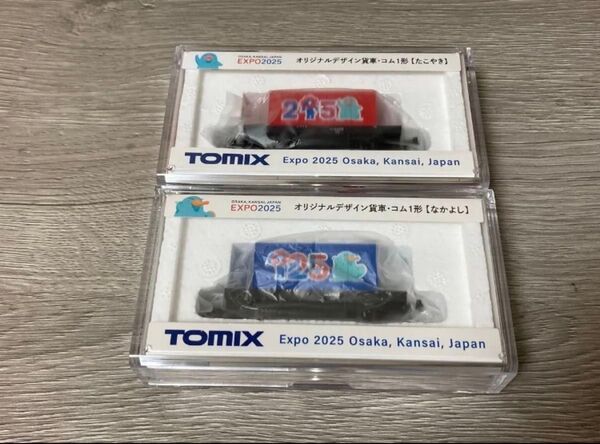 OSAKA, KANSAI, JAPAN
EXPO2025
オリジナルデザイン貨車・コム1形【たこやき】
2 5
TOMIX
Expo 2025 Osaka, Kansai, Japan
OSAKA, KANSAI, JAPAN
EXPO2025
オリジナルデザイン貨車・コム1形【なかよし】
25
TOMIX
Expo 2025 Osaka, Kansai, Japan